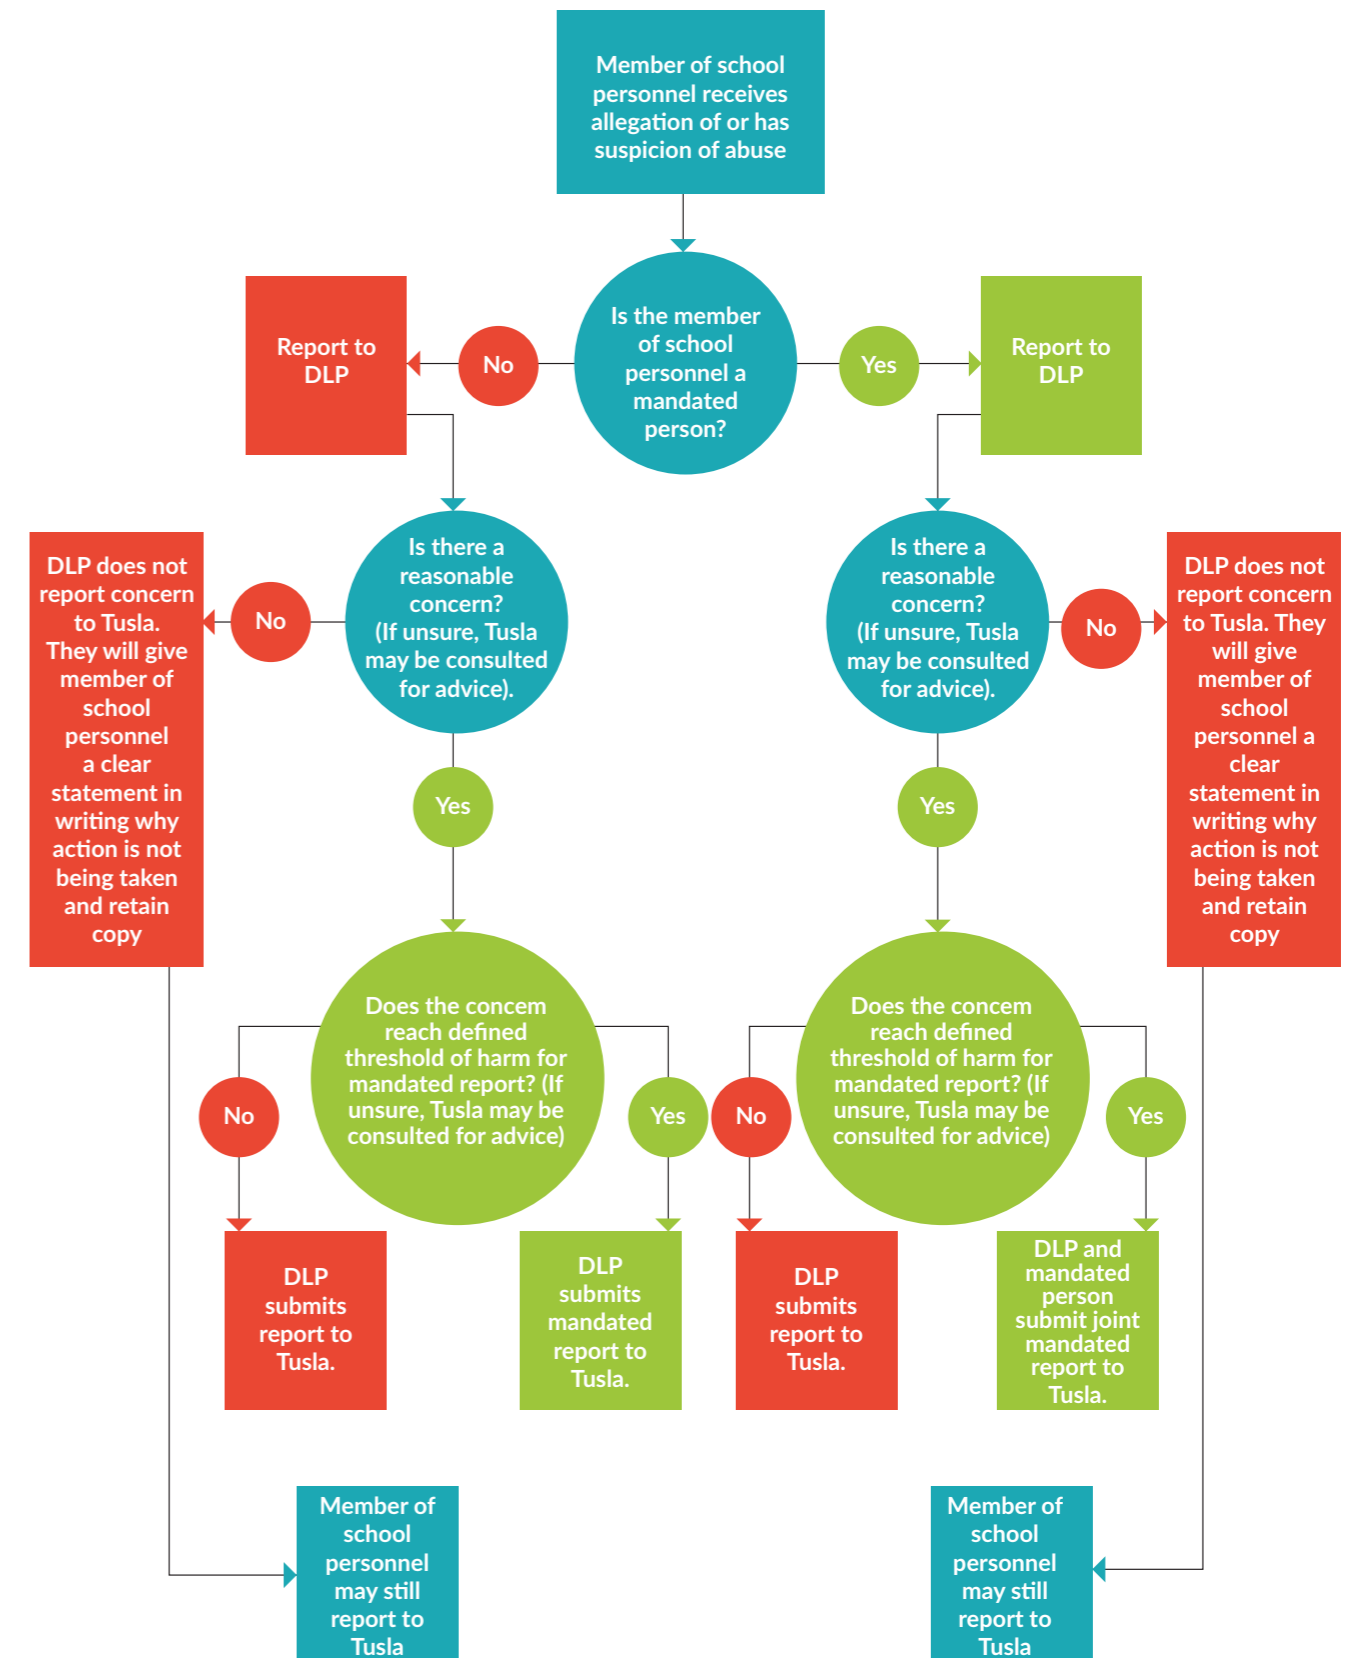 Member of school
personnel receives
allegation of or has
suspicion of abuse
Is the member
of school
personnel a
mandated
person?
No
Report to
DLP
Yes
Report to
DLP
Is there a
reasonable
concern?
(If unsure, Tusla
may be consulted
for advice).
No
DLP does not
report concern
to Tusla.
They will give
member of
school
personnel
a clear
statement in
writing why
action is not
being taken
and retain
copy
Is there a
reasonable
concern?
(If unsure, Tusla
may be consulted
for advice).
No
DLP does not
report concern
to Tusla. They
will give
member of
school
personnel a
clear
statement in
writing why
action is not
being taken
and retain
copy
Yes
Yes
Does the concem
reach defined
threshold of harm for
mandated report? (If
unsure, Tusla may be
consulted for advice)
No
Yes
Does the concem
reach defined
threshold of harm for
mandated report? (If
unsure, Tusla may be
consulted for advice)
No
Yes
DLP
submits
report to
Tusla.
DLP
submits
mandated
report to
Tusla.
DLP
submits
report to
Tusla.
DLP and
mandated
person
submit joint
mandated
report to
Tusla.
Member of
school
personnel
may still
report to
Tusla
Member of
school
personnel
may still
report to
Tusla